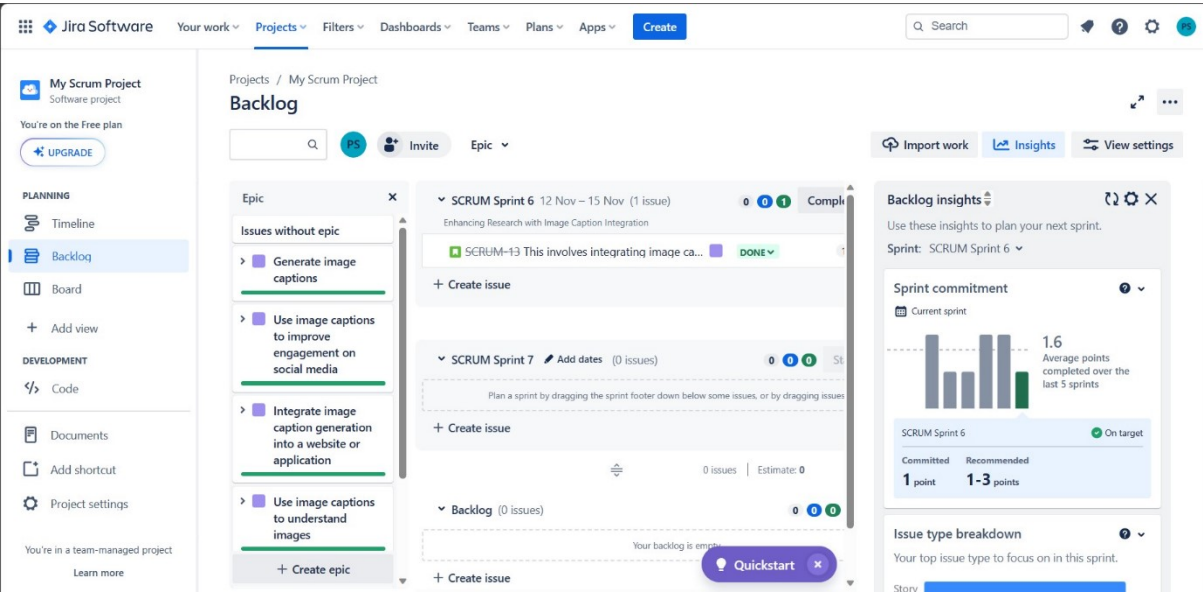 Jira Software
Your work
Projects
Filters
Dashboards
Teams
Plans
Apps
Create
Search
PS
My Scrum Project
Software project
You're on the Free plan
UPGRADE
PLANNING
Timeline
Backlog
Board
+ Add view
DEVELOPMENT
</> Code
Documents
Add shortcut
Project settings
You're in a team-managed project
Learn more
Projects / My Scrum Project
Backlog
PS
Invite
Epic
Import work
Insights
View settings
Epic
Issues without epic
Generate image
captions
Use image captions
to improve
engagement on
social media
Integrate image
caption generation
into a website or
application
Use image captions
to understand
images
+ Create epic
SCRUM Sprint 6 12 Nov – 15 Nov (1 issue) 0 0 1 Comple
Enhancing Research with Image Caption Integration
SCRUM-13 This involves integrating image ca... DONE 1
+ Create issue
SCRUM Sprint 7 Add dates (0 issues) 0 0 0 St
Plan a sprint by dragging the sprint footer down below some issues, or by dragging issues
+ Create issue
0 issues | Estimate: 0
Backlog (0 issues) 0 0 0
Your backlog is empty
+ Create issue
Quickstart
Backlog insights
Use these insights to plan your next sprint.
Sprint: SCRUM Sprint 6
Sprint commitment
Current sprint
1.6
Average points
completed over the
last 5 sprints
SCRUM Sprint 6 On target
Committed Recommended
1 point 1-3 points
Issue type breakdown
Your top issue type to focus on in this sprint.
Story